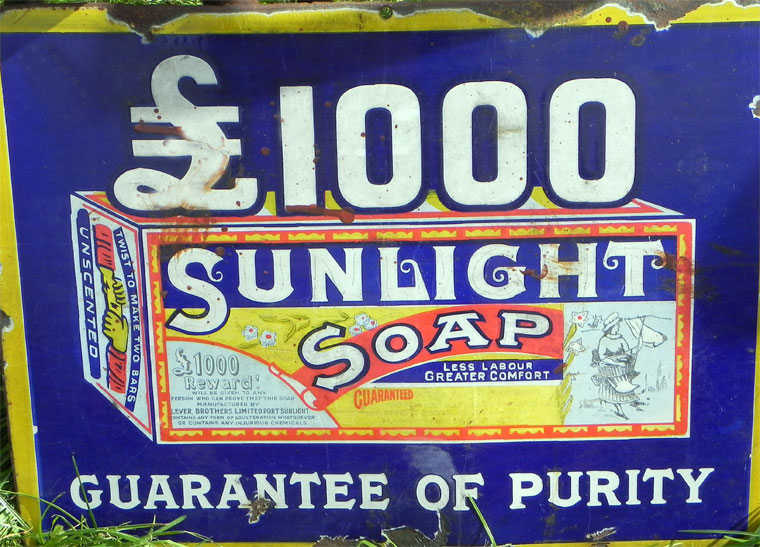 £1000
UNSCENTED
TWIST TO MAKE TWO BARS
SUNLIGHT
SOAP
LESS LABOUR
GREATER COMFORT
£1000
Reward!
WILL BE GIVEN TO ANY
PERSON WHO CAN PROVE THAT THIS SOAP
MANUFACTURED BY
LEVER, BROTHERS LIMITED PORT SUNLIGHT
CONTAINS ANY FORM OF ADULTERATION WHATSOEVER
OR CONTAINS ANY INJURIOUS CHEMICALS
GUARANTEED
GUARANTEE OF PURITY